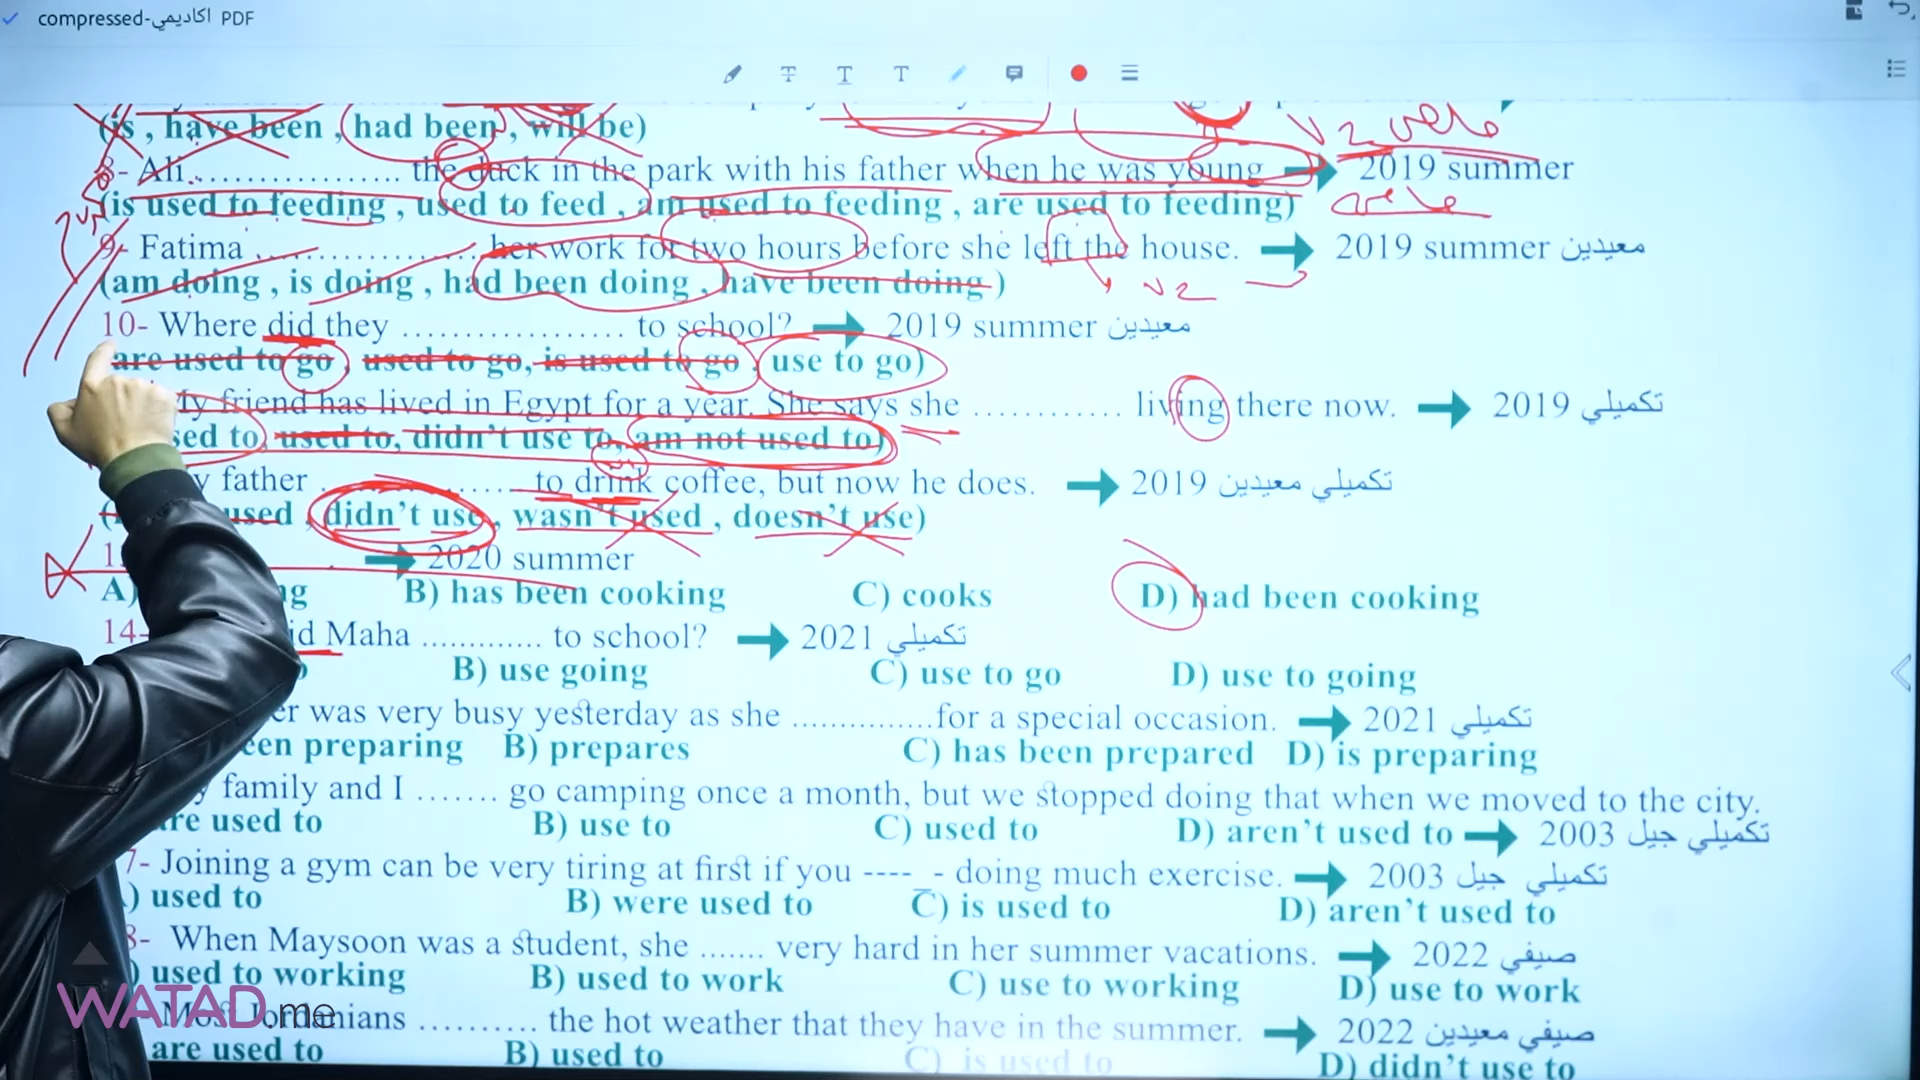 compressed-اكاديمي PDF
(is , have been , had been , will be)
V2
8- Ali .................. the duck in the park with his father when he was young 2019 summer
(is used to feeding , used to feed , am used to feeding , are used to feeding)
9- Fatima .................... her work for two hours before she left the house. 2019 summer معيدين
(am doing , is doing , had been doing , have been doing )
V2
10- Where did they .................... to school? 2019 summer معيدين
are used to go , used to go, is used to go , use to go)
My friend has lived in Egypt for a year. She says she ............. living there now. 2019 تكميلي
sed to, used to, didn't use to, am not used to)
y father .................... to drink coffee, but now he does. 2019 تكميلي معيدين
used , didn't use , wasn't used , doesn't use)
1 2020 summer
A) ng B) has been cooking C) cooks D) had been cooking
14- id Maha ............. to school? 2021 تكميلي
B) use going C) use to go D) use to going
er was very busy yesterday as she ...............for a special occasion. 2021 تكميلي
een preparing B) prepares C) has been prepared D) is preparing
y family and I ....... go camping once a month, but we stopped doing that when we moved to the city.
are used to B) use to C) used to D) aren't used to 2003 تكميلي جيل
7- Joining a gym can be very tiring at first if you ---- - doing much exercise. 2003 تكميلي جيل
) used to B) were used to C) is used to D) aren't used to
8- When Maysoon was a student, she ....... very hard in her summer vacations. 2022 صيفي
) used to working B) used to work C) use to working D) use to work
WATAD.me
Most Jordanians .......... the hot weather that they have in the summer. 2022 صيفي معيدين
are used to B) used to C) is used to D) didn't use to